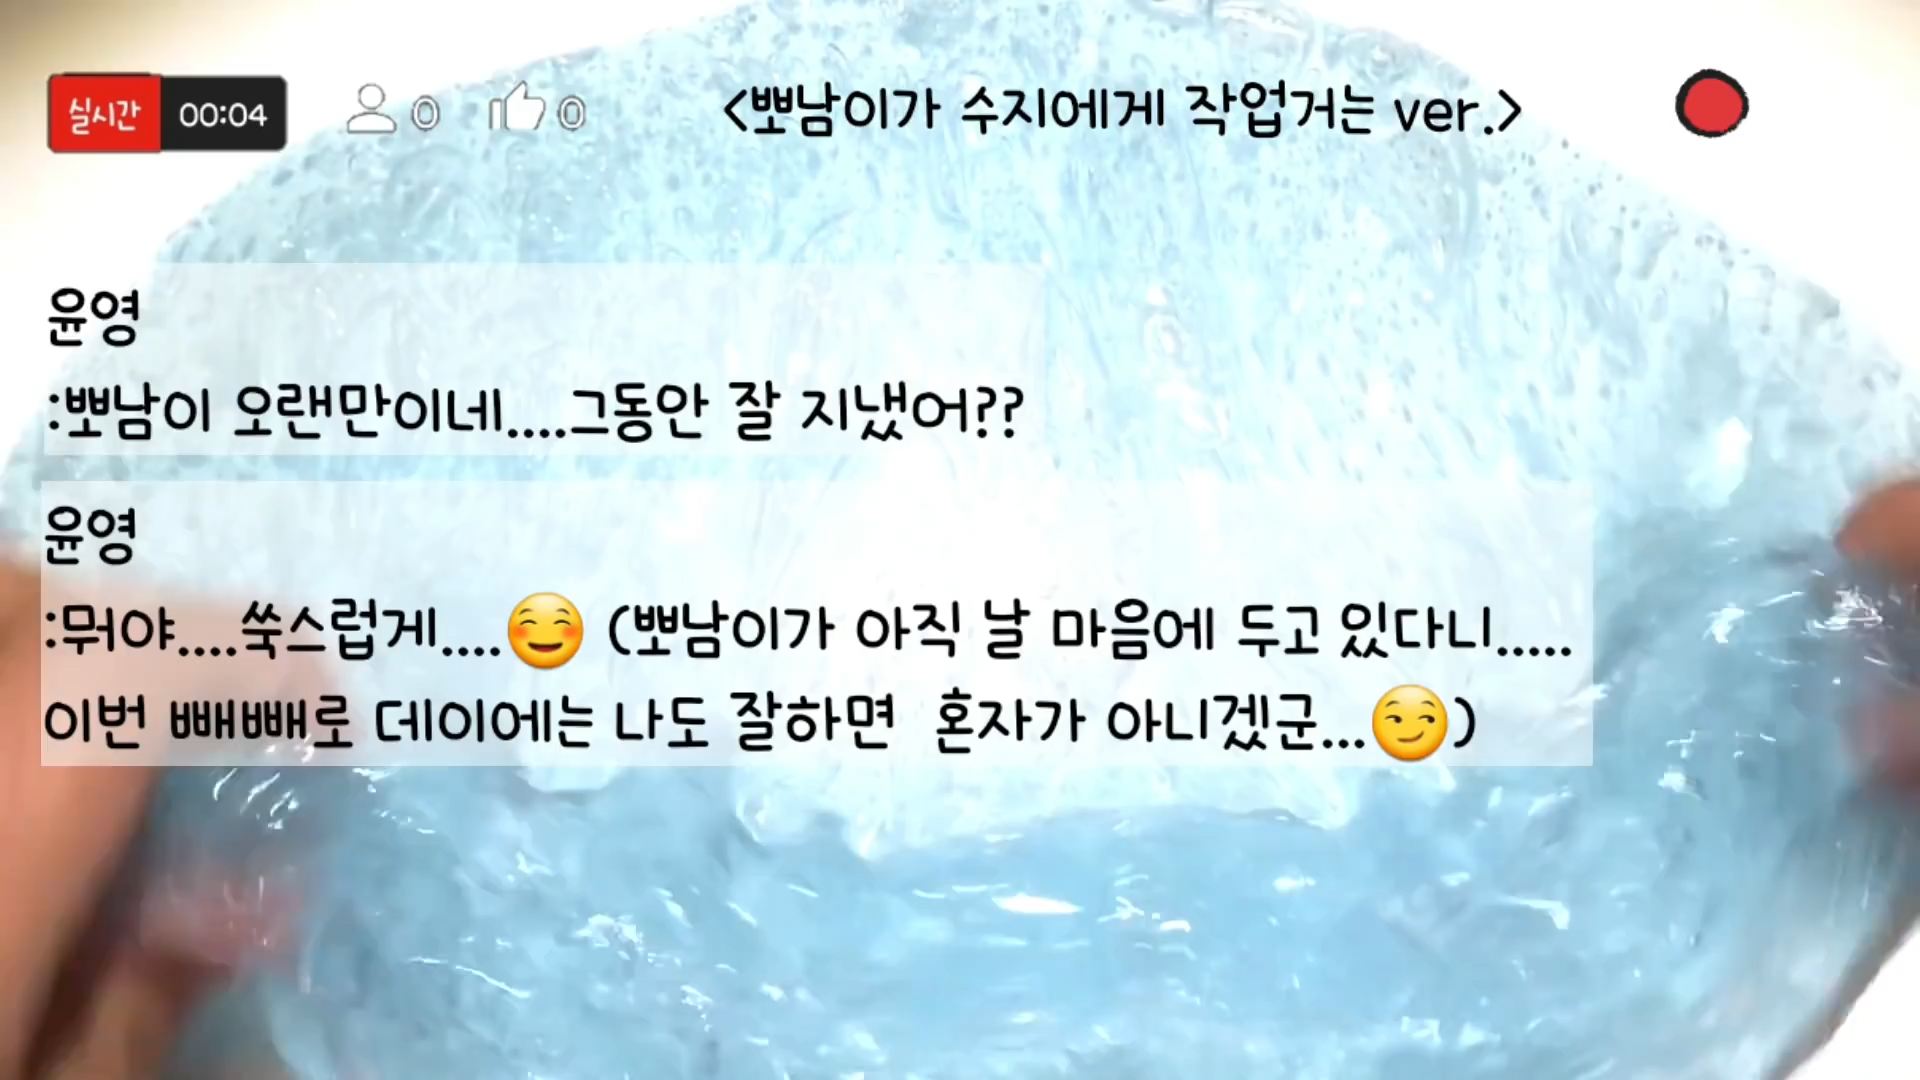 실시간 00:04 0 0 <뽀남이가 수지에게 작업거는 ver.>
윤영
:뽀남이 오랜만이네....그동안 잘 지냈어??
윤영
:뭐야....쑥스럽게....😊 (뽀남이가 아직 날 마음에 두고 있다니.....
이번 빼빼로 데이에는 나도 잘하면 혼자가 아니겠군...😏)